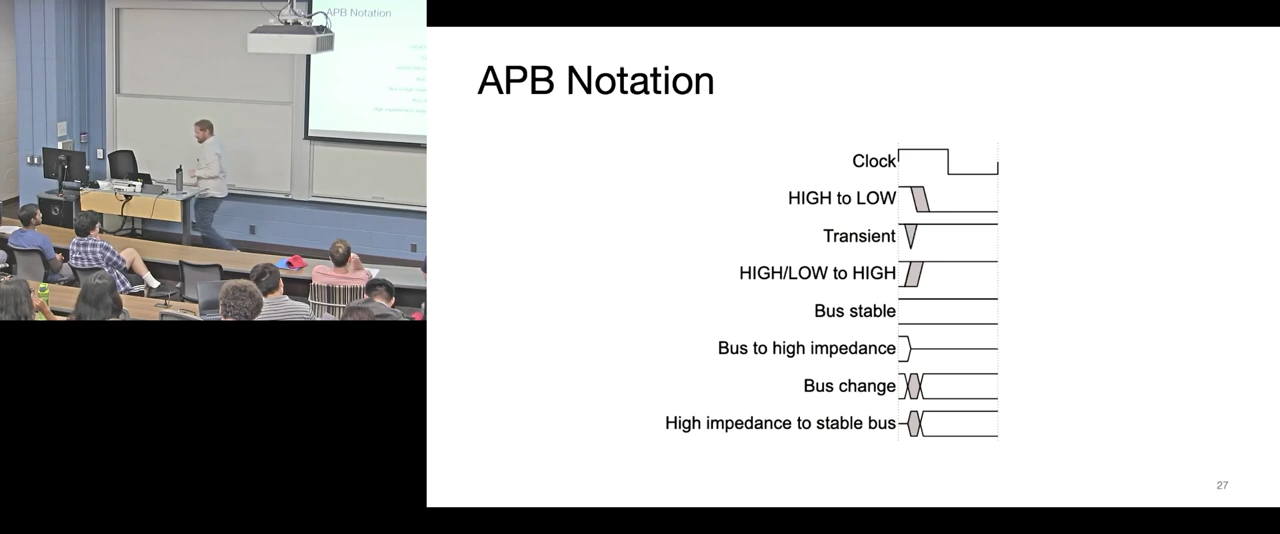 APB Notation
APB Notation
Clock
HIGH to LOW
Transient
HIGH/LOW to HIGH
Bus stable
Bus to high impedance
Bus change
High impedance to stable bus
27